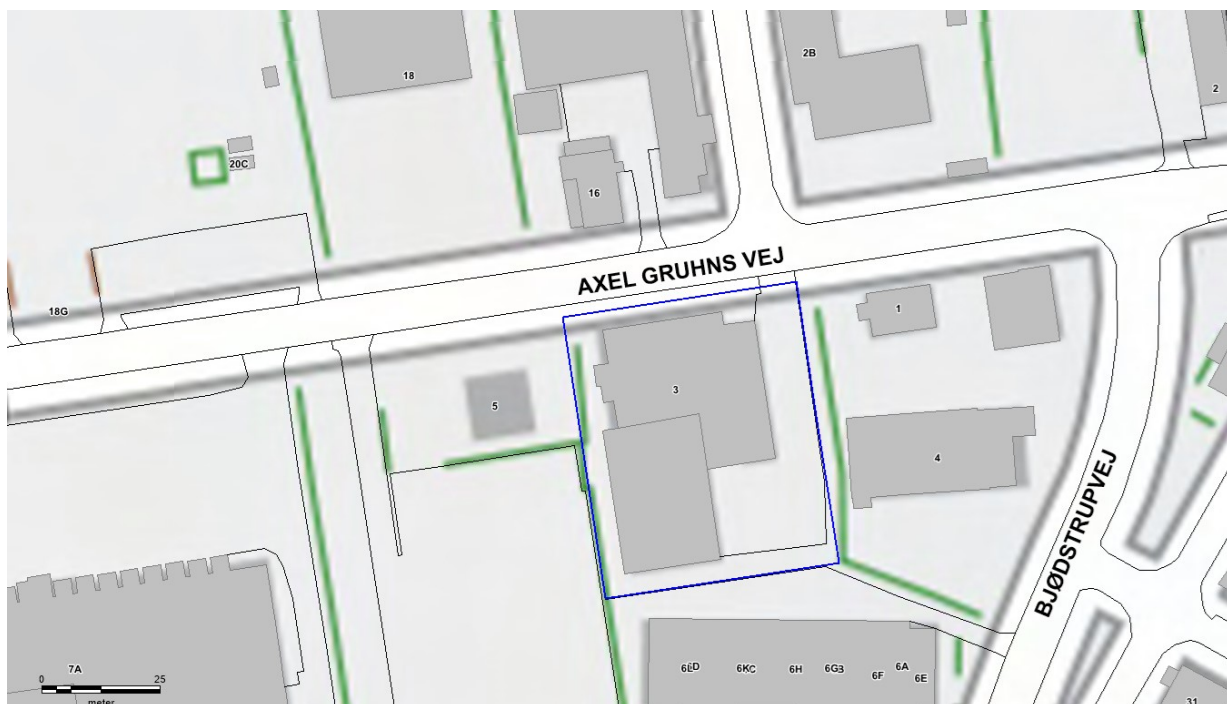 18
2B
2
20C
16
AXEL GRUHNS VEJ
18G
1
3
5
4
BJØDSTRUPVEJ
7A
6H
6F
6A
6E
0 25
meter
31